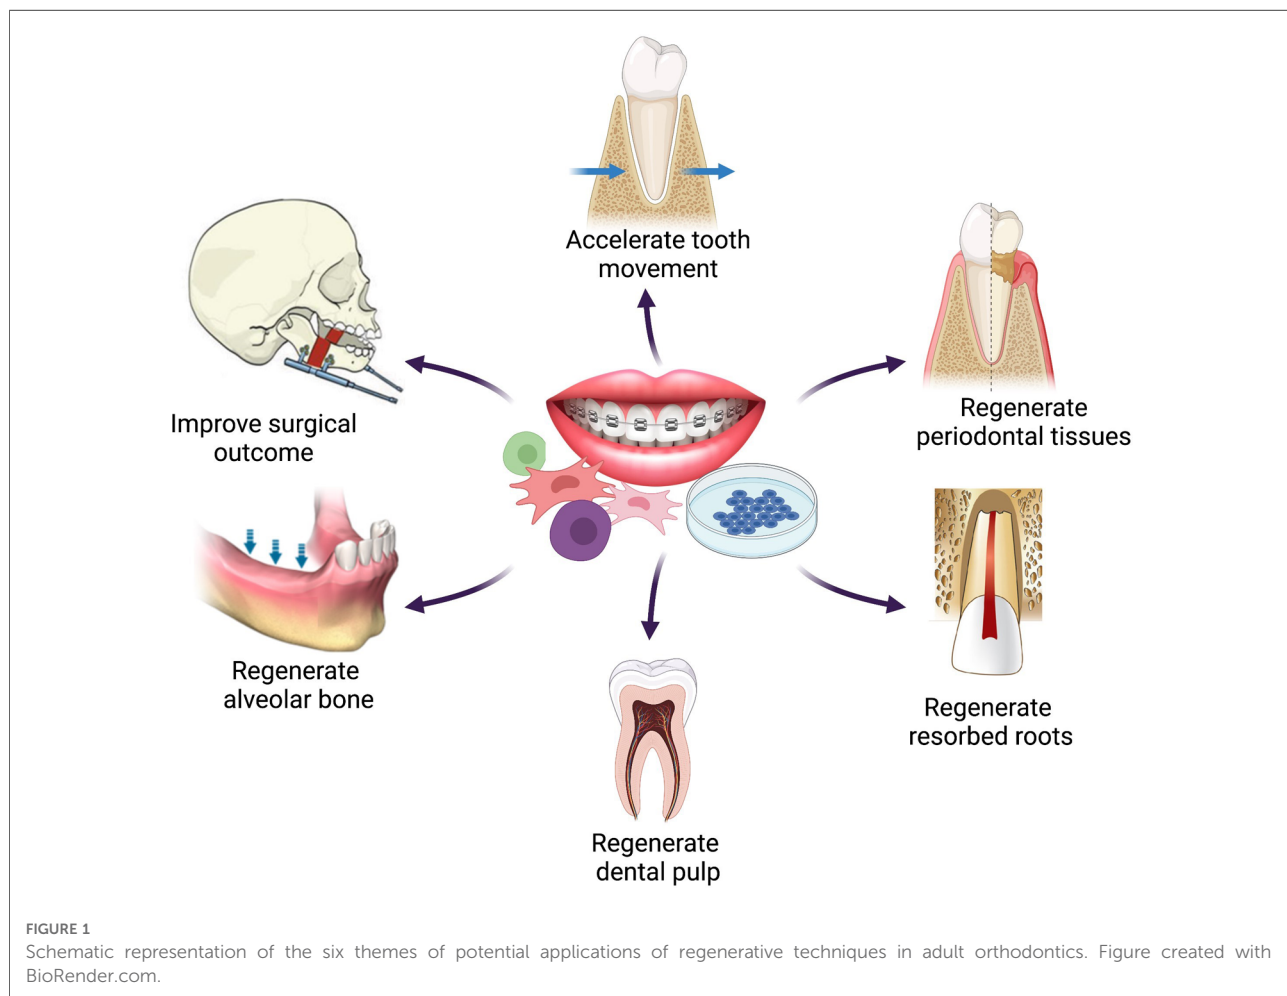 Accelerate tooth
movement
Improve surgical
outcome
Regenerate
periodontal tissues
Regenerate
alveolar bone
Regenerate
resorbed roots
Regenerate
dental pulp
FIGURE 1
Schematic representation of the six themes of potential applications of regenerative techniques in adult orthodontics. Figure created with
BioRender.com.